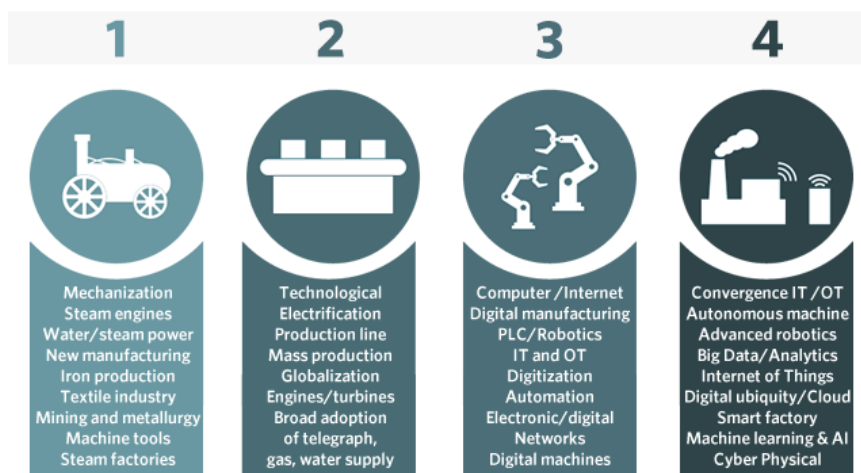 1
2
3
4
Mechanization
Steam engines
Water/steam power
New manufacturing
Iron production
Textile industry
Mining and metallurgy
Machine tools
Steam factories
Technological
Electrification
Production line
Mass production
Globalization
Engines/turbines
Broad adoption
of telegraph,
gas, water supply
Computer /Internet
Digital manufacturing
PLC/Robotics
IT and OT
Digitization
Automation
Electronic/digital
Networks
Digital machines
Convergence IT /OT
Autonomous machine
Advanced robotics
Big Data/Analytics
Internet of Things
Digital ubiquity/Cloud
Smart factory
Machine learning & AI
Cyber Physical